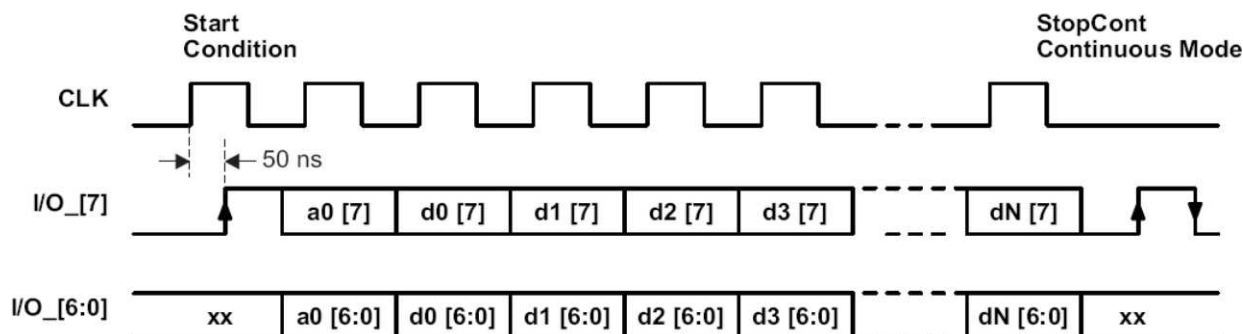 Start
Condition
StopCont
Continuous Mode
CLK
50 ns
I/O_[7]
a0 [7] d0 [7] d1 [7] d2 [7] d3 [7] dN [7]
I/O_[6:0]
xx a0 [6:0] d0 [6:0] d1 [6:0] d2 [6:0] d3 [6:0] dN [6:0] xx